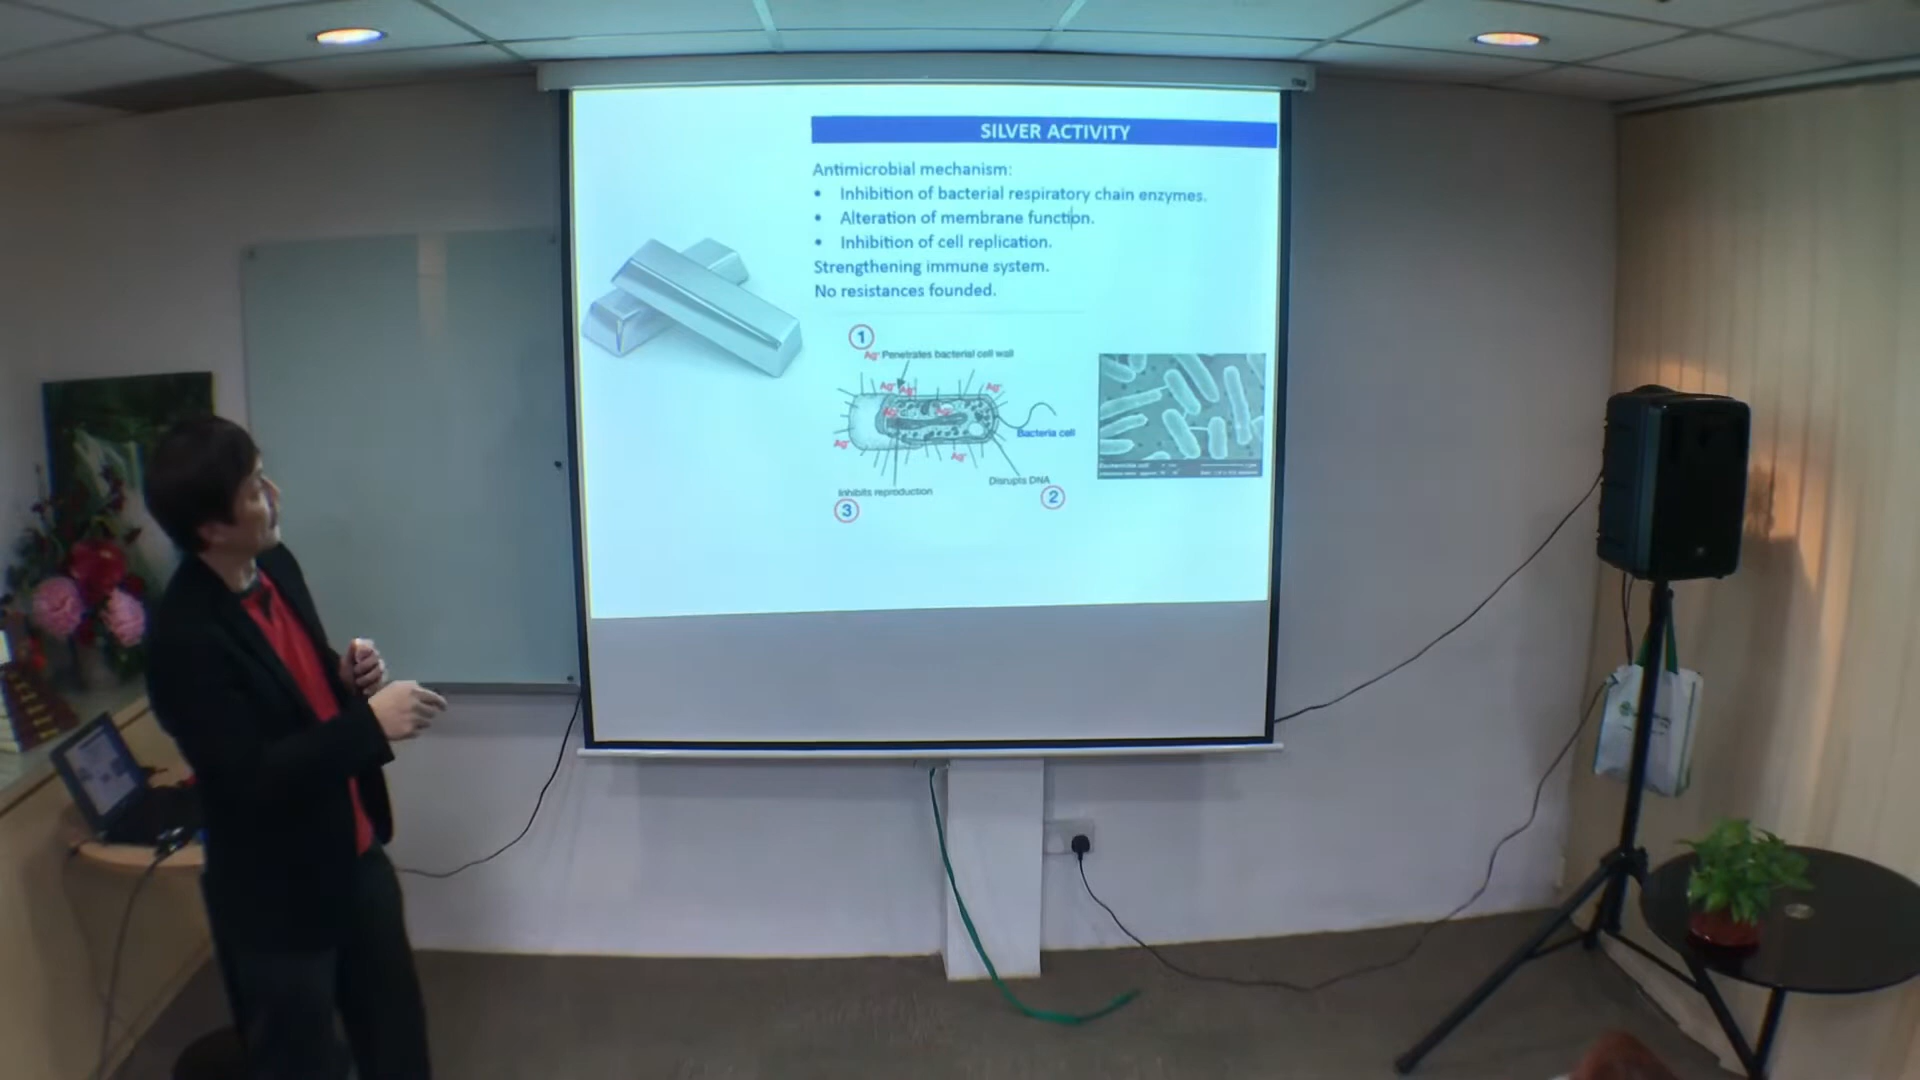 SILVER ACTIVITY
Antimicrobial mechanism:
• Inhibition of bacterial respiratory chain enzymes.
• Alteration of membrane function.
• Inhibition of cell replication.
Strengthening immune system.
No resistances founded.
1
Ag⁺ Penetrates bacterial cell wall
Ag⁺ Ag⁺ Ag⁺
Ag⁺ Ag⁺
Bacteria cell
Ag⁺
Ag⁺
Disrupts DNA
Inhibits reproduction
2
3